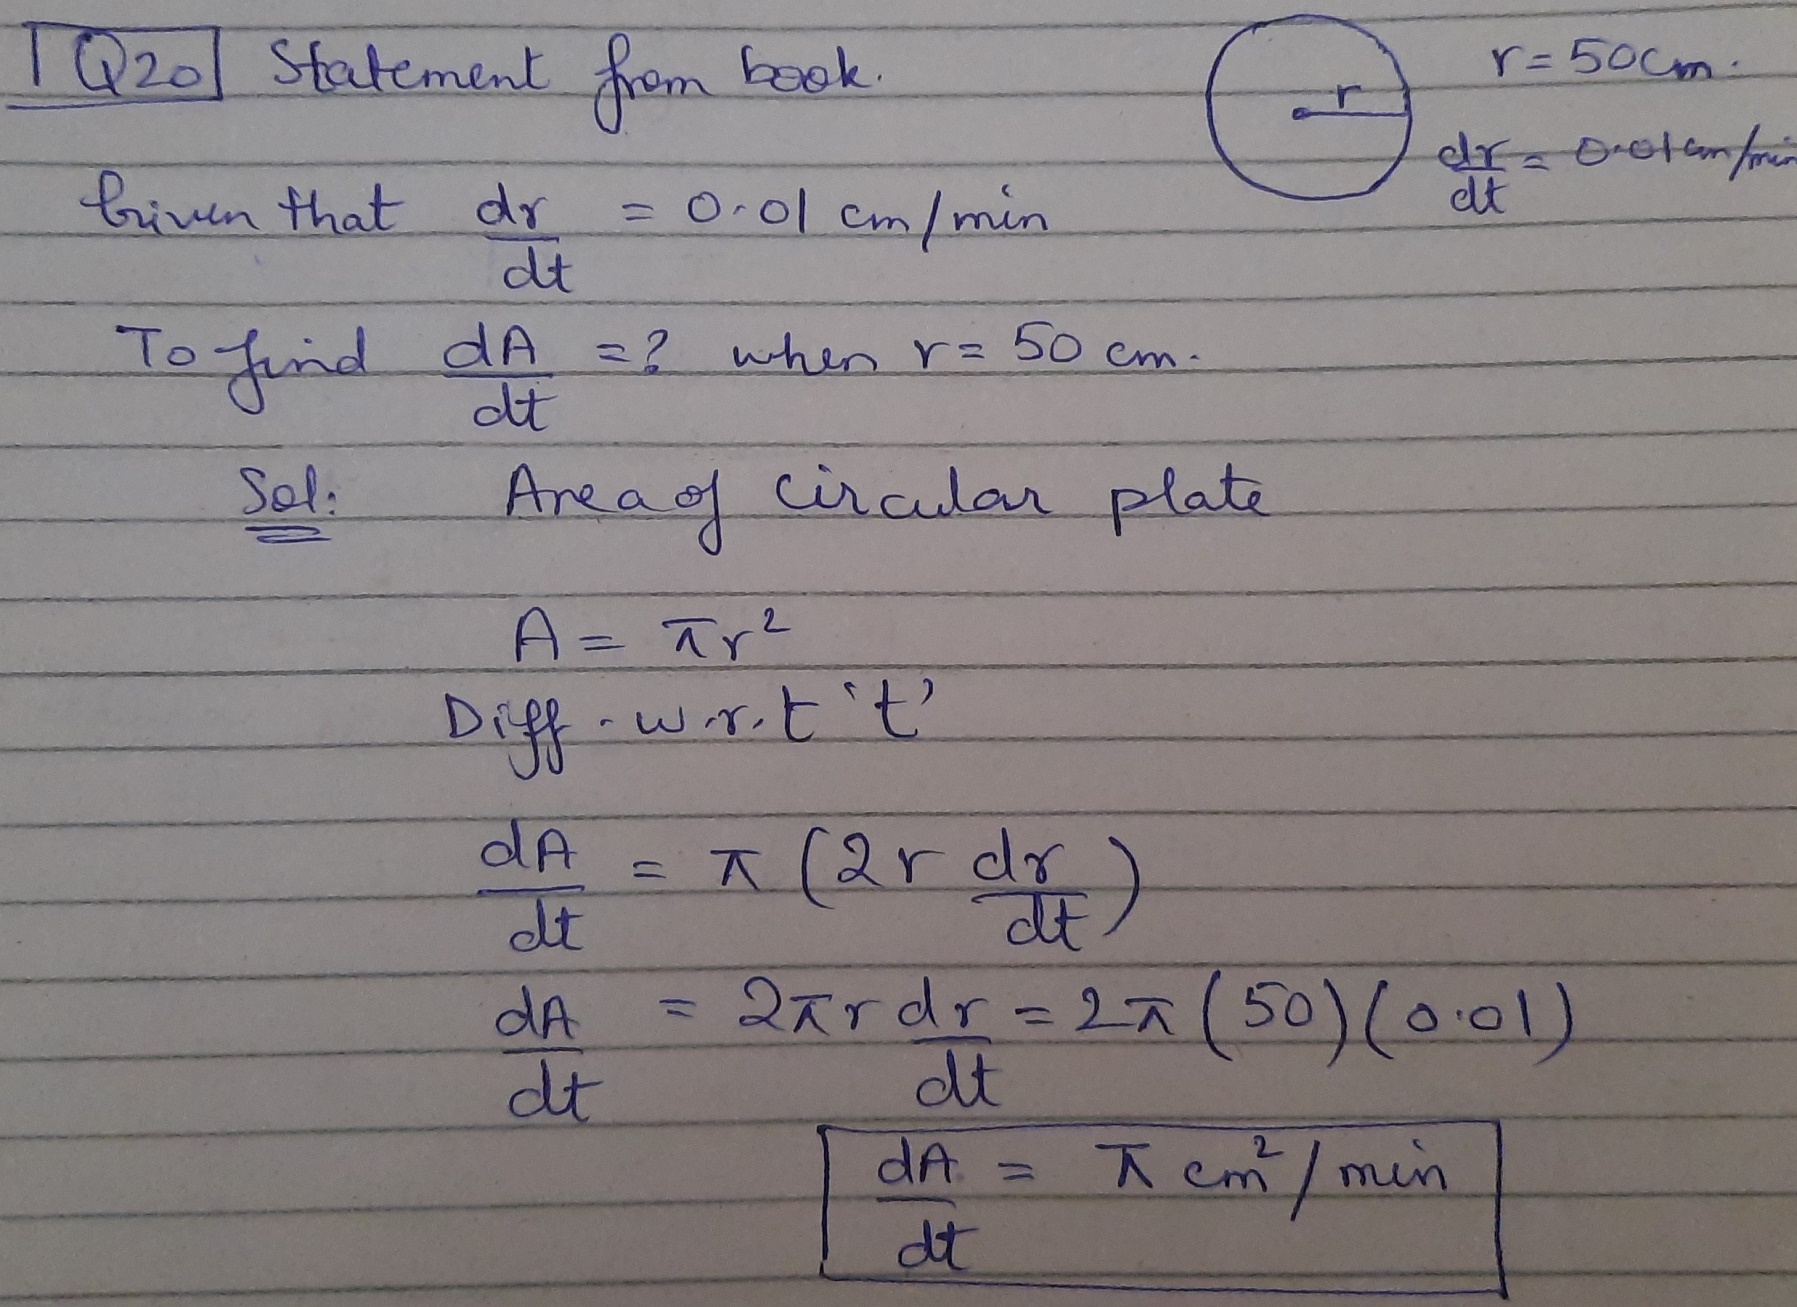 Q20 Statement from book.
r
r=50cm.
dr/dt = 0.01cm/min
Given that dr/dt = 0.01 cm/min
To find dA/dt =? when r=50 cm.
Sol: Area of circular plate
A = πr²
Diff. w.r.t 't'
dA/dt = π (2r dr/dt)
dA/dt = 2πr dr/dt = 2π(50)(0.01)
dA/dt = π cm²/min